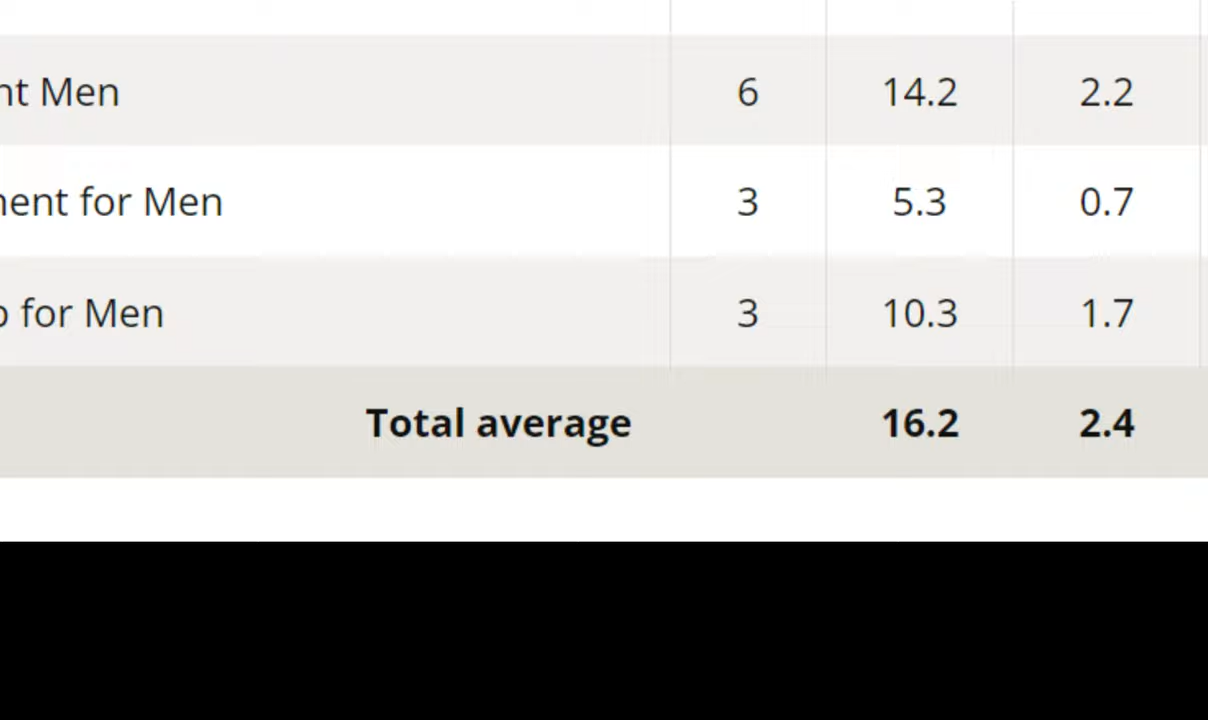 nt Men 6 14.2 2.2
ent for Men 3 5.3 0.7
for Men 3 10.3 1.7
Total average 16.2 2.4